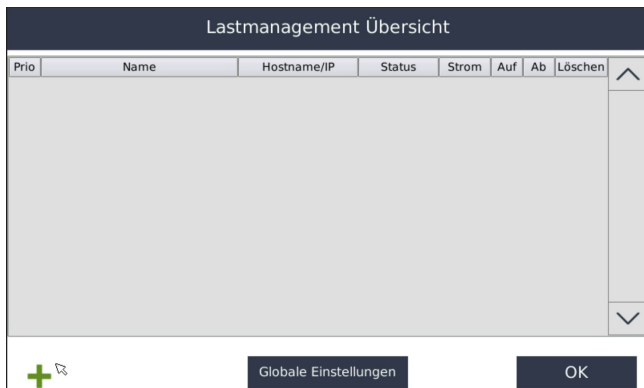 Lastmanagement Übersicht
Prio Name Hostname/IP Status Strom Auf Ab Löschen
Globale Einstellungen OK